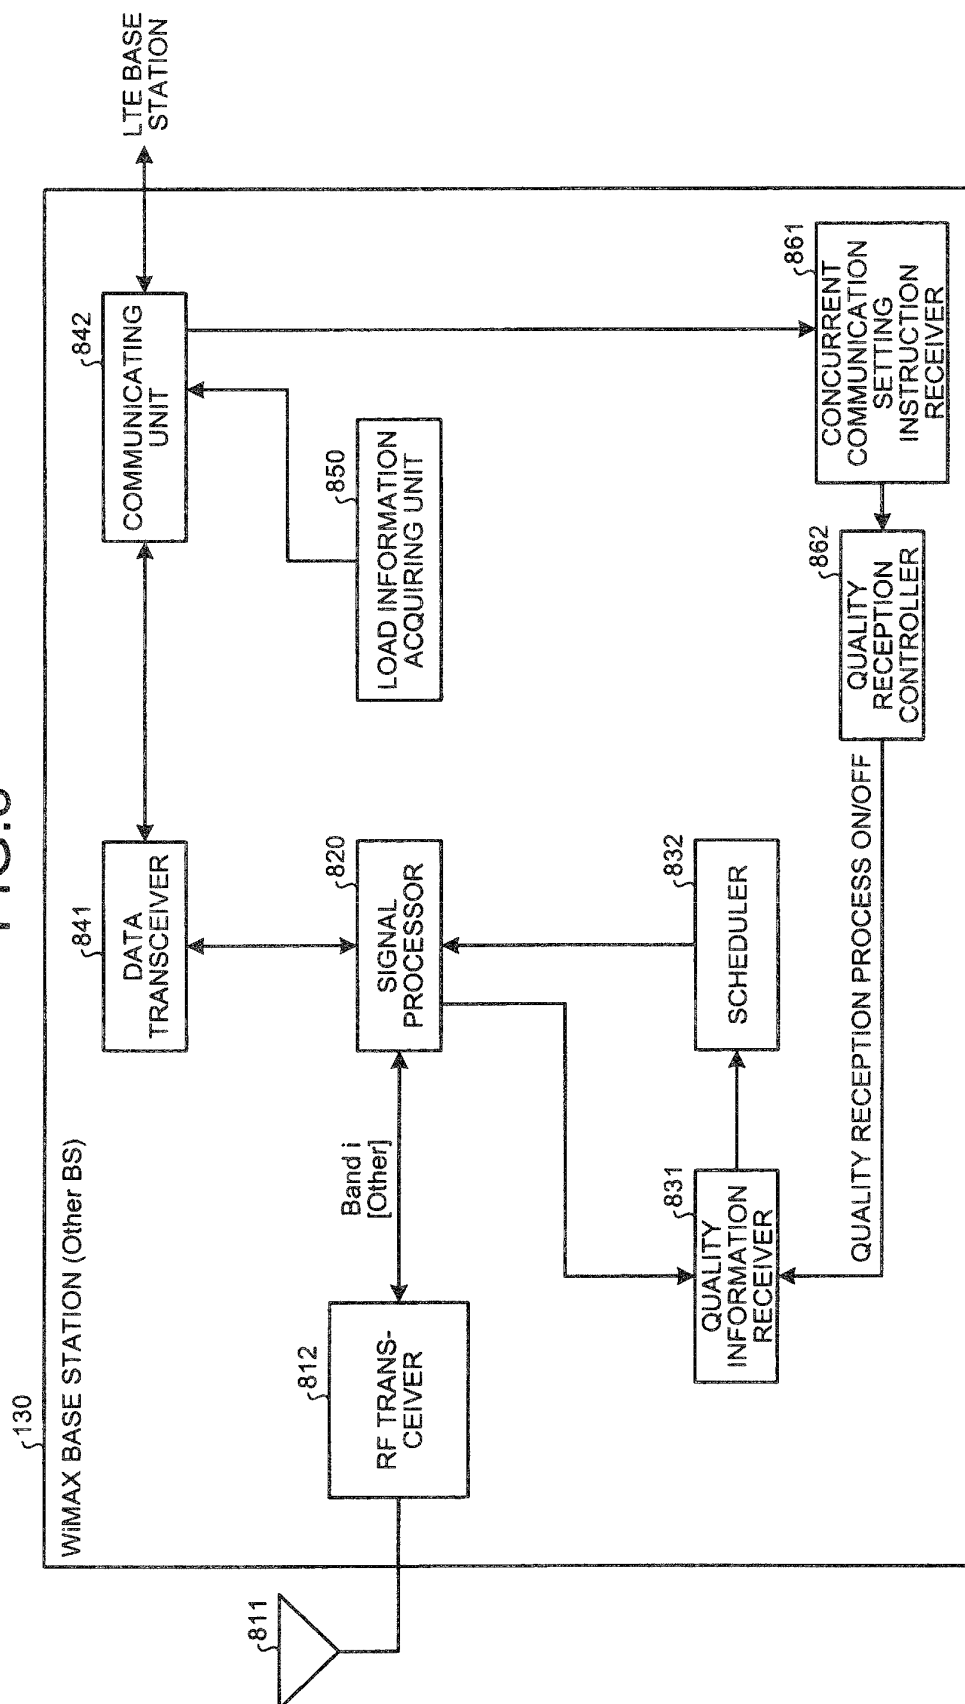 130
WiMAX BASE STATION (Other BS)
811
812
RF TRANS-
CEIVER
Band i
[Other]
841
DATA
TRANSCEIVER
820
SIGNAL
PROCESSOR
831
QUALITY
INFORMATION
RECEIVER
832
SCHEDULER
842
COMMUNICATING
UNIT
LTE BASE
STATION
850
LOAD INFORMATION
ACQUIRING UNIT
861
CONCURRENT
COMMUNICATION
SETTING
INSTRUCTION
RECEIVER
862
QUALITY
RECEPTION
CONTROLLER
QUALITY RECEPTION PROCESS ON/OFF